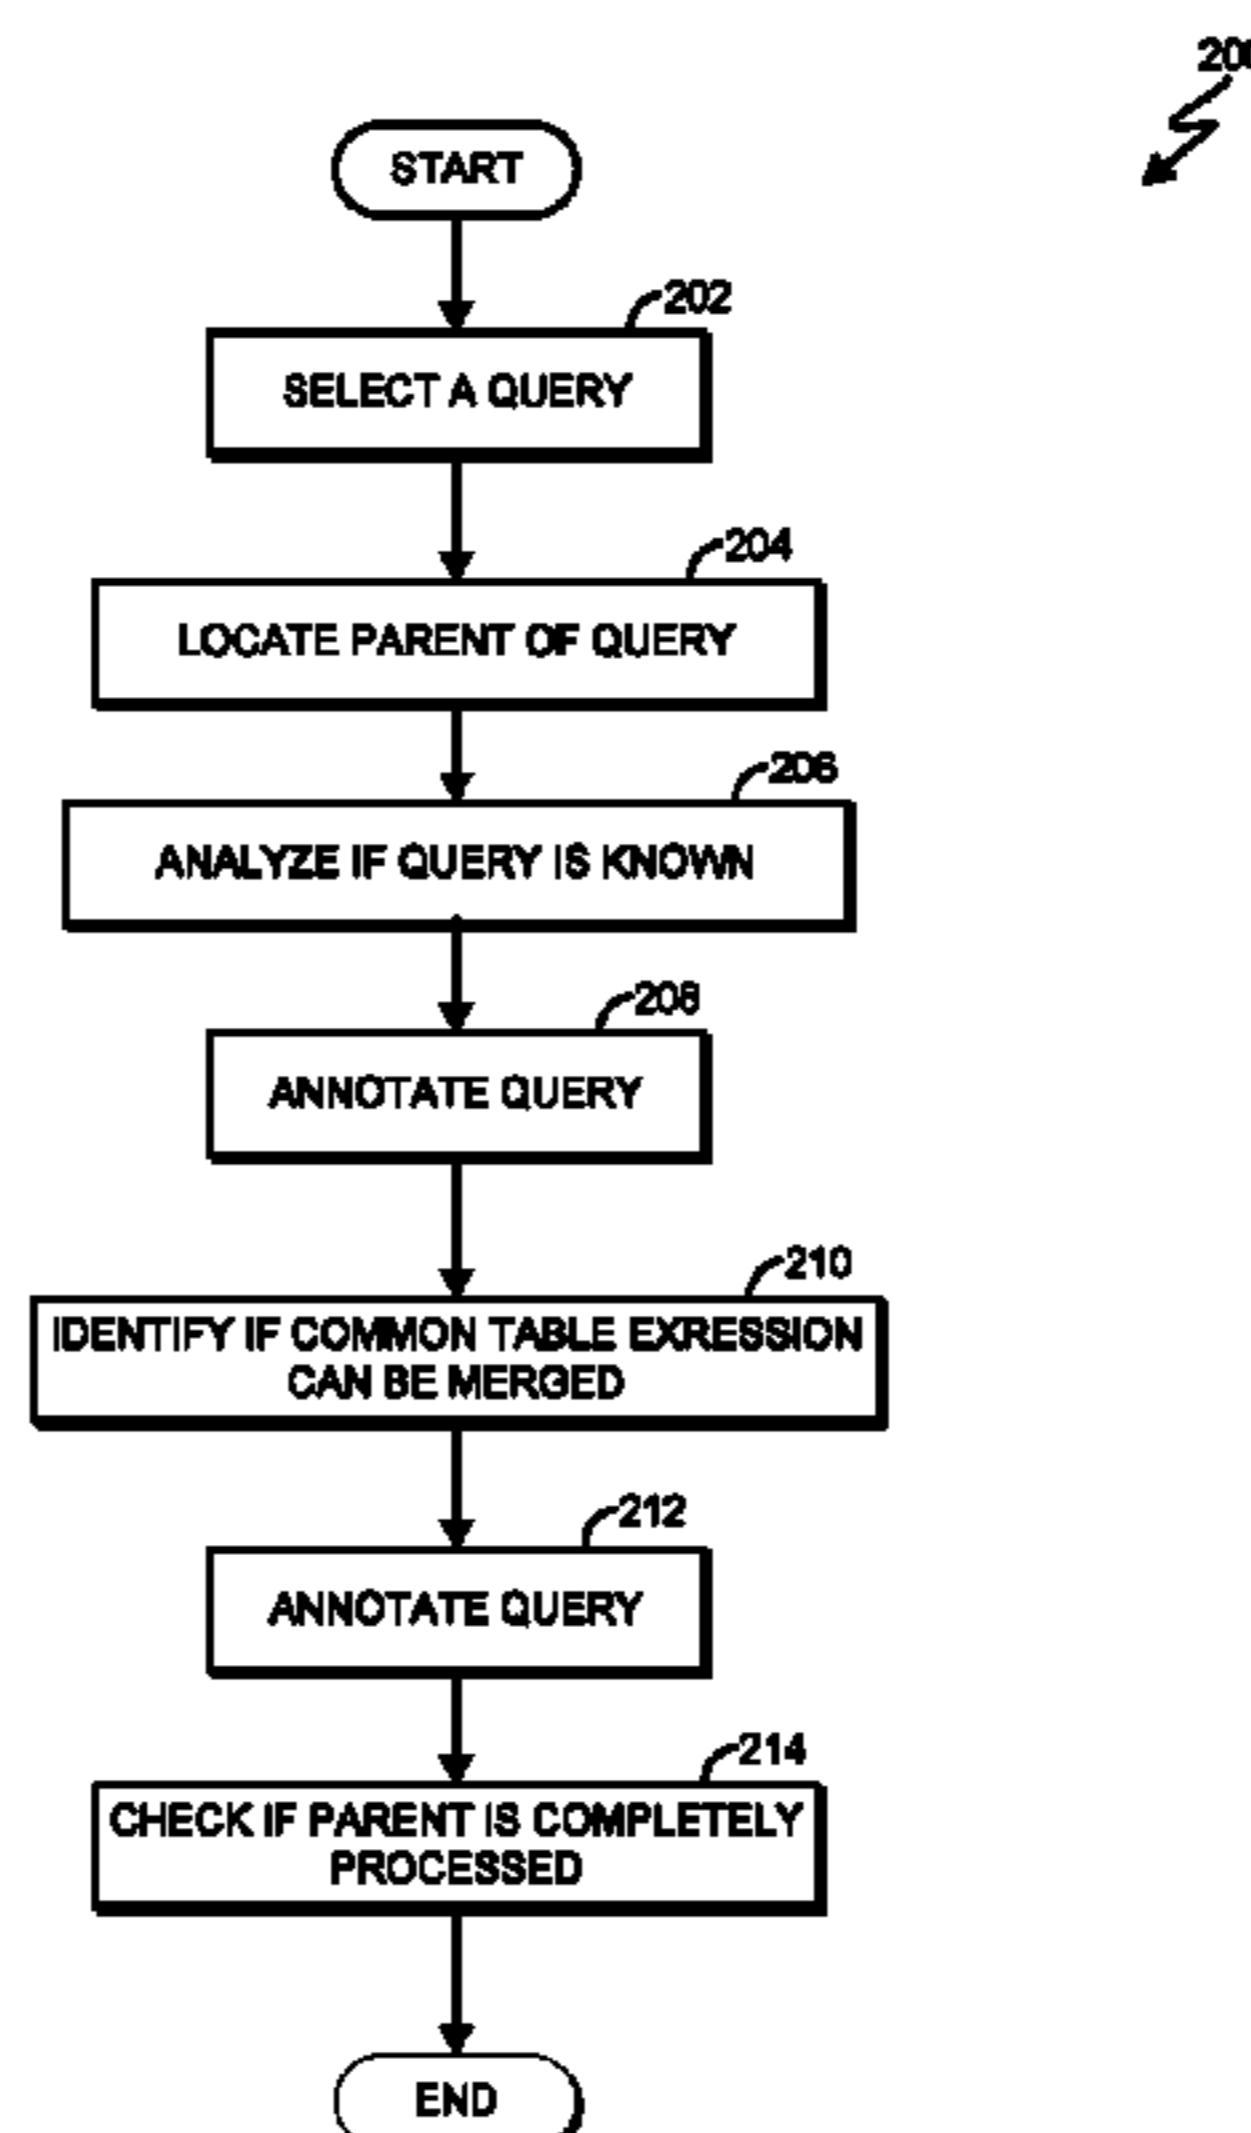 200
START
202
SELECT A QUERY
204
LOCATE PARENT OF QUERY
206
ANALYZE IF QUERY IS KNOWN
208
ANNOTATE QUERY
210
IDENTIFY IF COMMON TABLE EXRESSION
CAN BE MERGED
212
ANNOTATE QUERY
214
CHECK IF PARENT IS COMPLETELY
PROCESSED
END